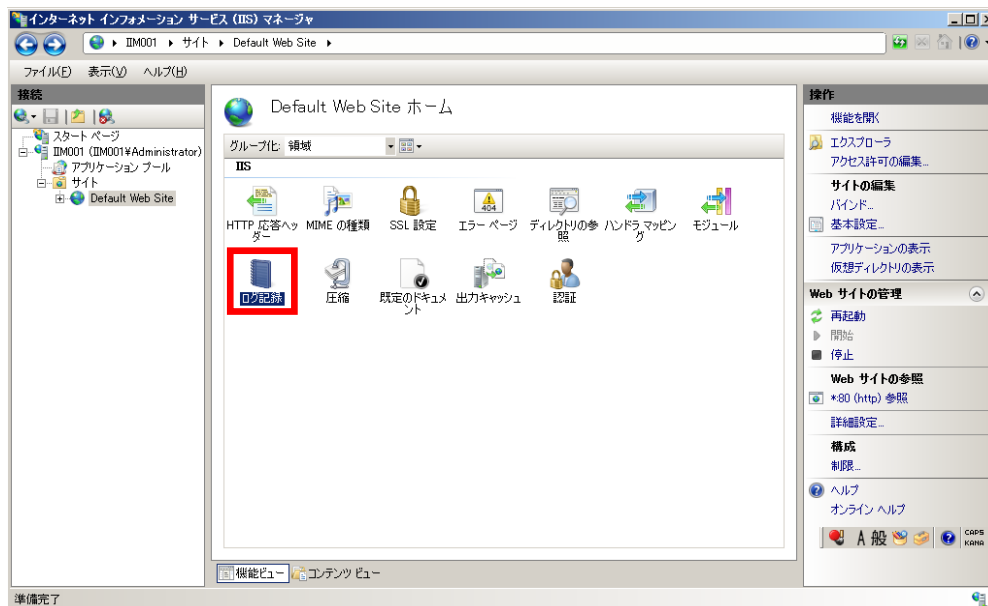 インターネット インフォメーション サービス (IIS) マネージャ
IIM001 サイト Default Web Site
ファイル(F) 表示(V) ヘルプ(H)
接続
スタート ページ
IIM001 (IIM001¥Administrator)
アプリケーション プール
サイト
Default Web Site
Default Web Site ホーム
グループ化: 領域
IIS
HTTP 応答ヘッ
ダー
MIME の種類
SSL 設定
404
エラー ページ
ディレクトリの参
照
ハンドラ マッピン
グ
モジュール
ログ記録
圧縮
既定のドキュメ
ント
出力キャッシュ
認証
機能ビュー コンテンツ ビュー
操作
機能を開く
エクスプローラ
アクセス許可の編集...
サイトの編集
バインド...
基本設定...
アプリケーションの表示
仮想ディレクトリの表示
Web サイトの管理
再起動
開始
停止
Web サイトの参照
*:80 (http) 参照
詳細設定...
構成
制限...
ヘルプ
オンライン ヘルプ
A 般 CAPS
KANA
準備完了